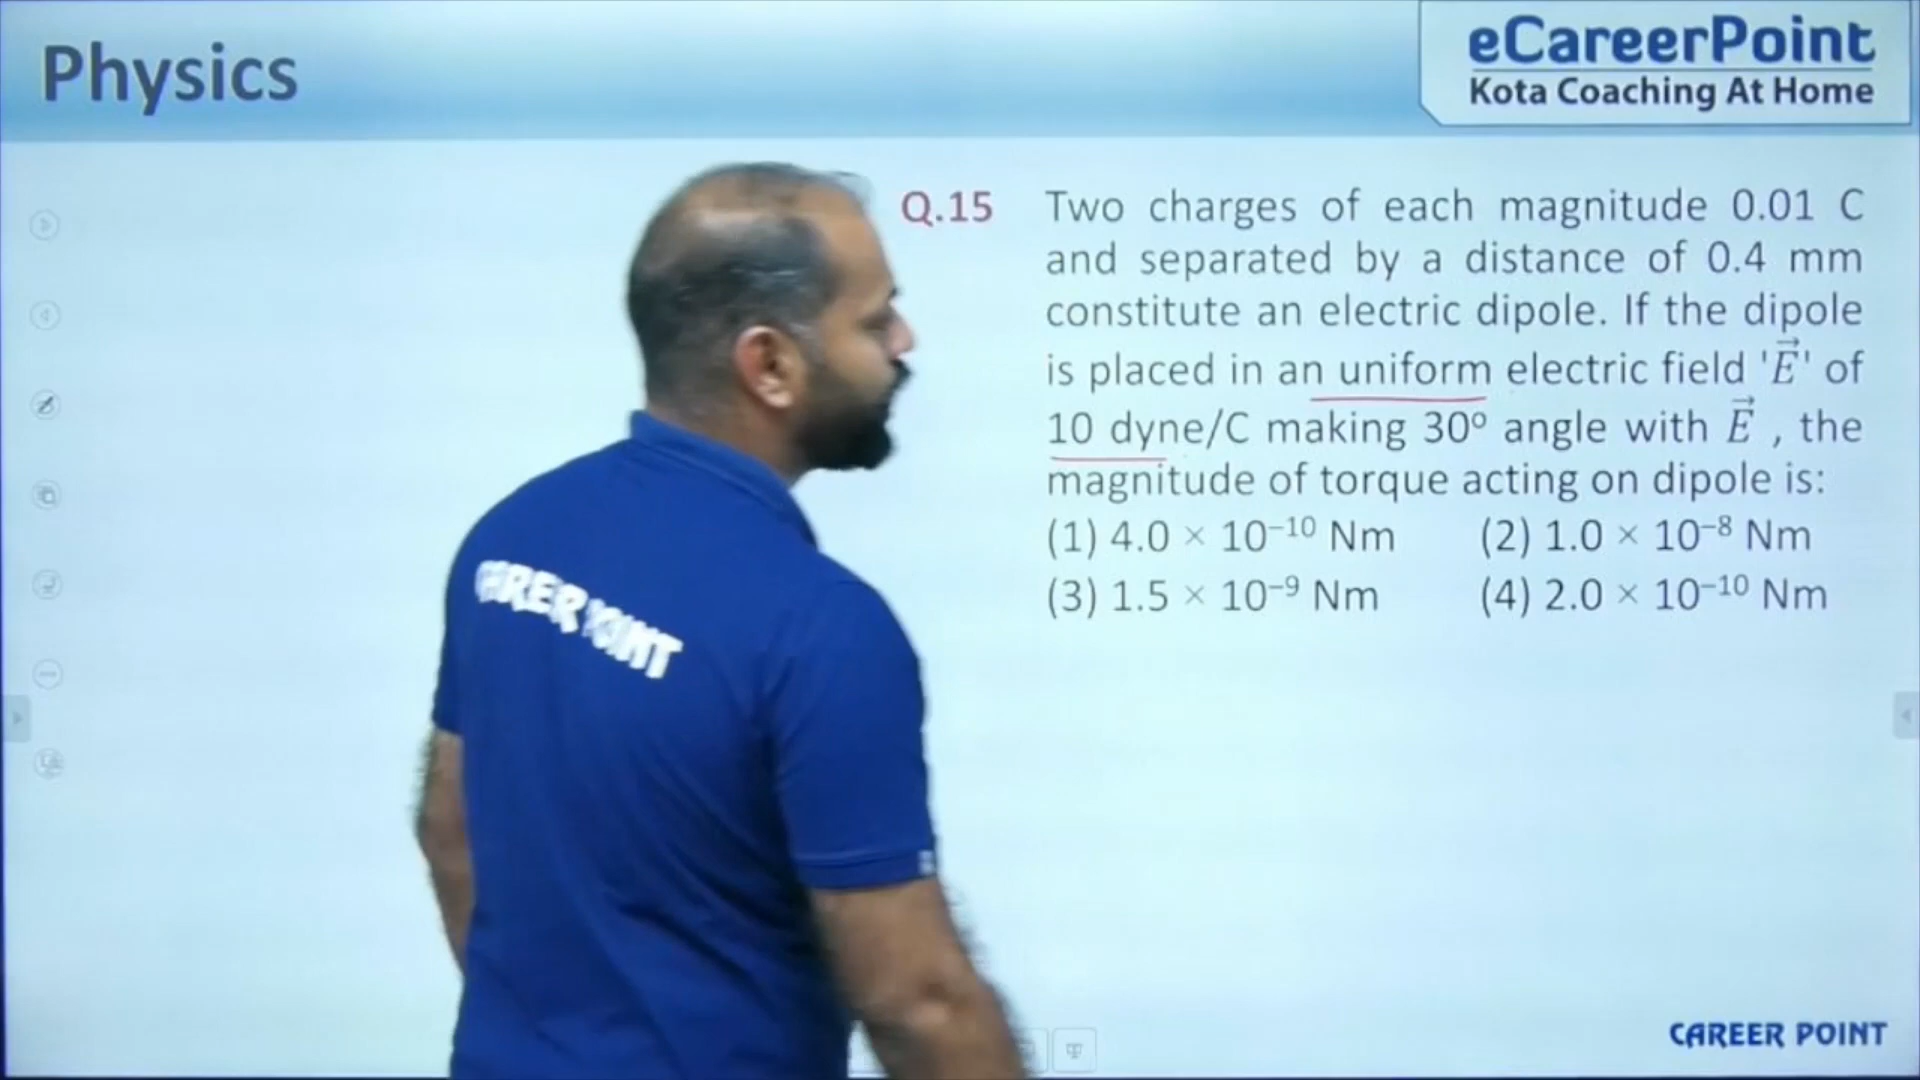 Physics
eCareerPoint
Kota Coaching At Home
Q.15 Two charges of each magnitude 0.01 C
and separated by a distance of 0.4 mm
constitute an electric dipole. If the dipole
is placed in an uniform electric field '$\vec{E}$' of
10 dyne/C making 30º angle with $\vec{E}$ , the
magnitude of torque acting on dipole is:
(1) 4.0 × 10⁻¹⁰ Nm (2) 1.0 × 10⁻⁸ Nm
(3) 1.5 × 10⁻⁹ Nm (4) 2.0 × 10⁻¹⁰ Nm
POINT
CAREER POINT